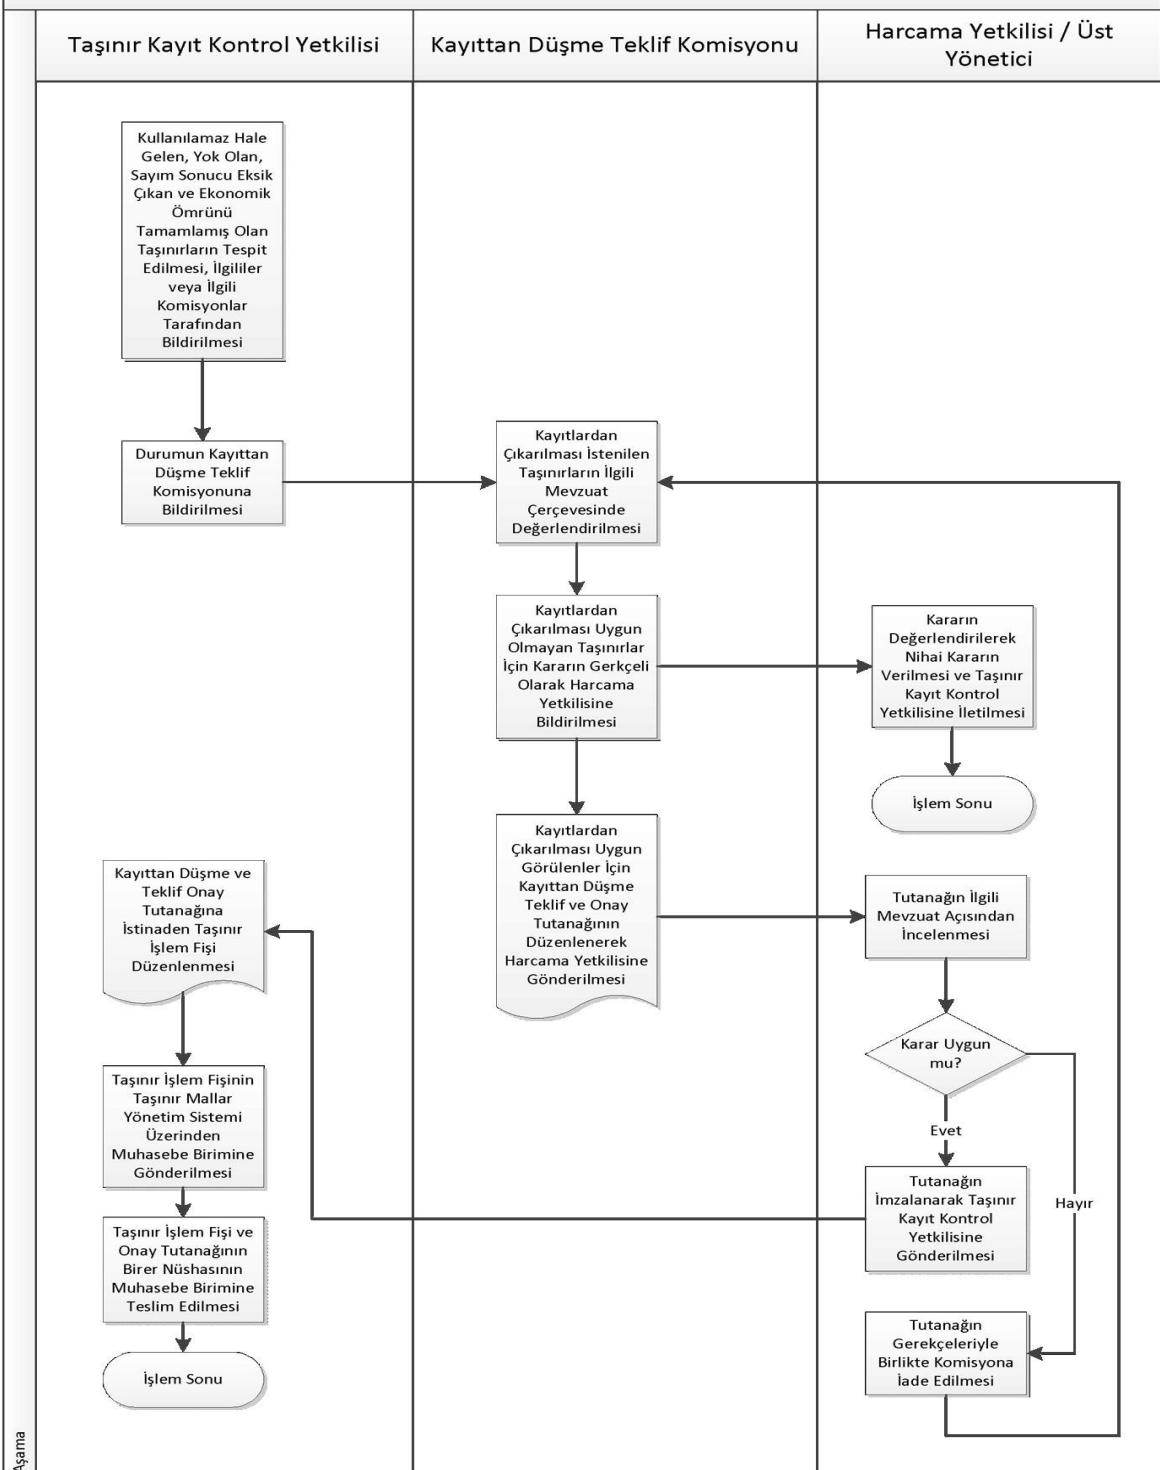 Taşınır Kayıt Kontrol Yetkilisi
Kayıttan Düşme Teklif Komisyonu
Harcama Yetkilisi / Üst
Yönetici
Kullanılamaz Hale
Gelen, Yok Olan,
Sayım Sonucu Eksik
Çıkan ve Ekonomik
Ömrünü
Tamamlamış Olan
Taşınırların Tespit
Edilmesi, İlgililer
veya İlgili
Komisyonlar
Tarafından
Bildirilmesi
Durumun Kayıttan
Düşme Teklif
Komisyonuna
Bildirilmesi
Kayıtlardan
Çıkarılması İstenilen
Taşınırların İlgili
Mevzuat
Çerçevesinde
Değerlendirilmesi
Kayıtlardan
Çıkarılması Uygun
Olmayan Taşınırlar
İçin Kararın Gerkçeli
Olarak Harcama
Yetkilisine
Bildirilmesi
Kararın
Değerlendirilerek
Nihai Kararın
Verilmesi ve Taşınır
Kayıt Kontrol
Yetkilisine İletilmesi
İşlem Sonu
Kayıtlardan
Çıkarılması Uygun
Görülenler İçin
Kayıttan Düşme
Teklif ve Onay
Tutanağının
Düzenlenerek
Harcama Yetkilisine
Gönderilmesi
Tutanağın İlgili
Mevzuat Açısından
İncelenmesi
Karar Uygun
mu?
Evet
Hayır
Tutanağın
İmzalanarak Taşınır
Kayıt Kontrol
Yetkilisine
Gönderilmesi
Tutanağın
Gerekçeleriyle
Birlikte Komisyona
İade Edilmesi
Kayıttan Düşme ve
Teklif Onay
Tutanağına
İstinaden Taşınır
İşlem Fişi
Düzenlenmesi
Taşınır İşlem Fişinin
Taşınır Mallar
Yönetim Sistemi
Üzerinden
Muhasebe Birimine
Gönderilmesi
Taşınır İşlem Fişi ve
Onay Tutanağının
Birer Nüshasının
Muhasebe Birimine
Teslim Edilmesi
İşlem Sonu
Aşama